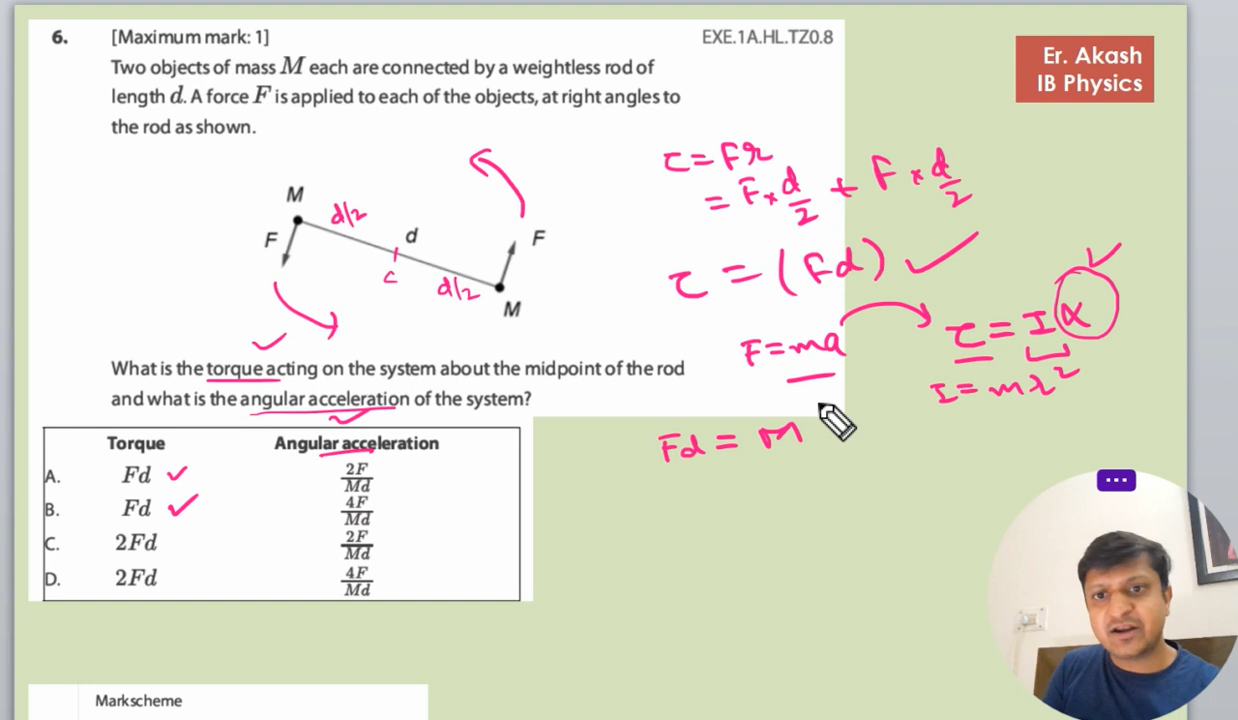 6. [Maximum mark: 1] EXE.1A.HL.TZ0.8
Two objects of mass M each are connected by a weightless rod of
length d. A force F is applied to each of the objects, at right angles to
the rod as shown.
Er. Akash
IB Physics
M
d/2
F
d
c
d/2
F
M
τ = Fr
= F × d/2 + F × d/2
τ = (Fd) ✓
F = ma
τ = Iα ✓
I = mr²
Fd = M
What is the torque acting on the system about the midpoint of the rod
and what is the angular acceleration of the system?
Torque Angular acceleration
A. Fd ✓ 2F/Md
B. Fd ✓ 4F/Md
C. 2Fd 2F/Md
D. 2Fd 4F/Md
Markscheme